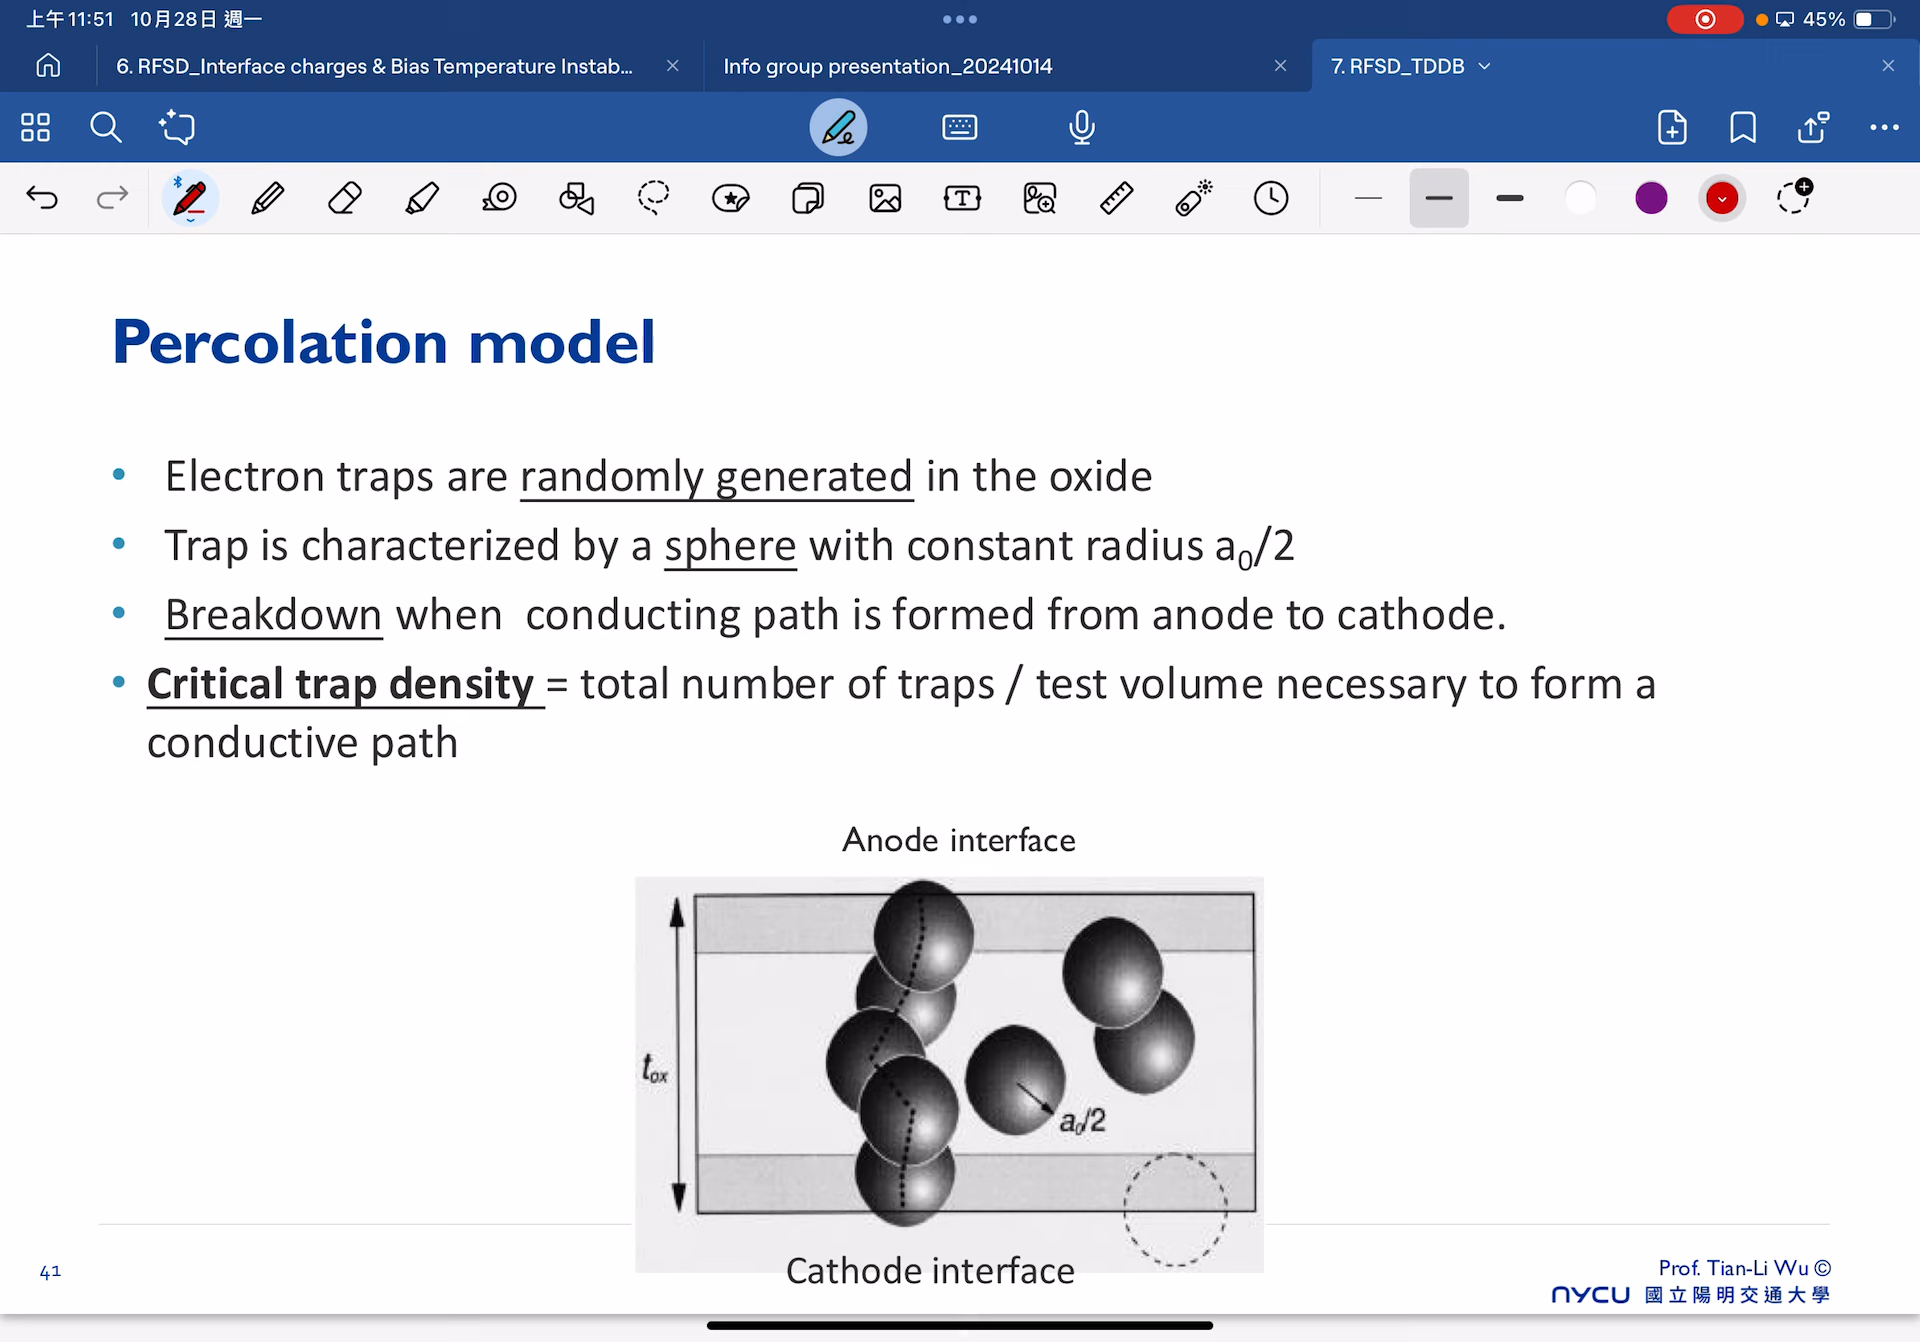 上午11:51 10月28日 週一
45%
6. RFSD_Interface charges & Bias Temperature Instab...
Info group presentation_20241014
7. RFSD_TDDB
Percolation model
• Electron traps are randomly generated in the oxide
• Trap is characterized by a sphere with constant radius a₀/2
• Breakdown when conducting path is formed from anode to cathode.
• Critical trap density = total number of traps / test volume necessary to form a
conductive path
Anode interface
tox
a₀/2
Cathode interface
41
Prof. Tian-Li Wu ©
NYCU 國立陽明交通大學